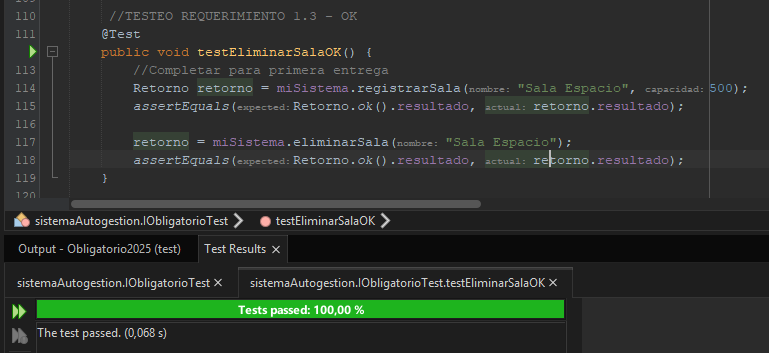 110 //TESTEO REQUERIMIENTO 1.3 - OK
111 @Test
public void testEliminarSalaOK() {
113 //Completar para primera entrega
114 Retorno retorno = miSistema.registrarSala(nombre: "Sala Espacio", capacidad: 500);
115 assertEquals(expected: Retorno.ok().resultado, actual: retorno.resultado);
116
117 retorno = miSistema.eliminarSala(nombre: "Sala Espacio");
118 assertEquals(expected: Retorno.ok().resultado, actual: retorno.resultado);
119 }
120
sistemaAutogestion.IObligatorioTest testEliminarSalaOK
Output - Obligatorio2025 (test) Test Results ×
sistemaAutogestion.IObligatorioTest × sistemaAutogestion.IObligatorioTest.testEliminarSalaOK ×
Tests passed: 100,00 %
The test passed. (0,068 s)